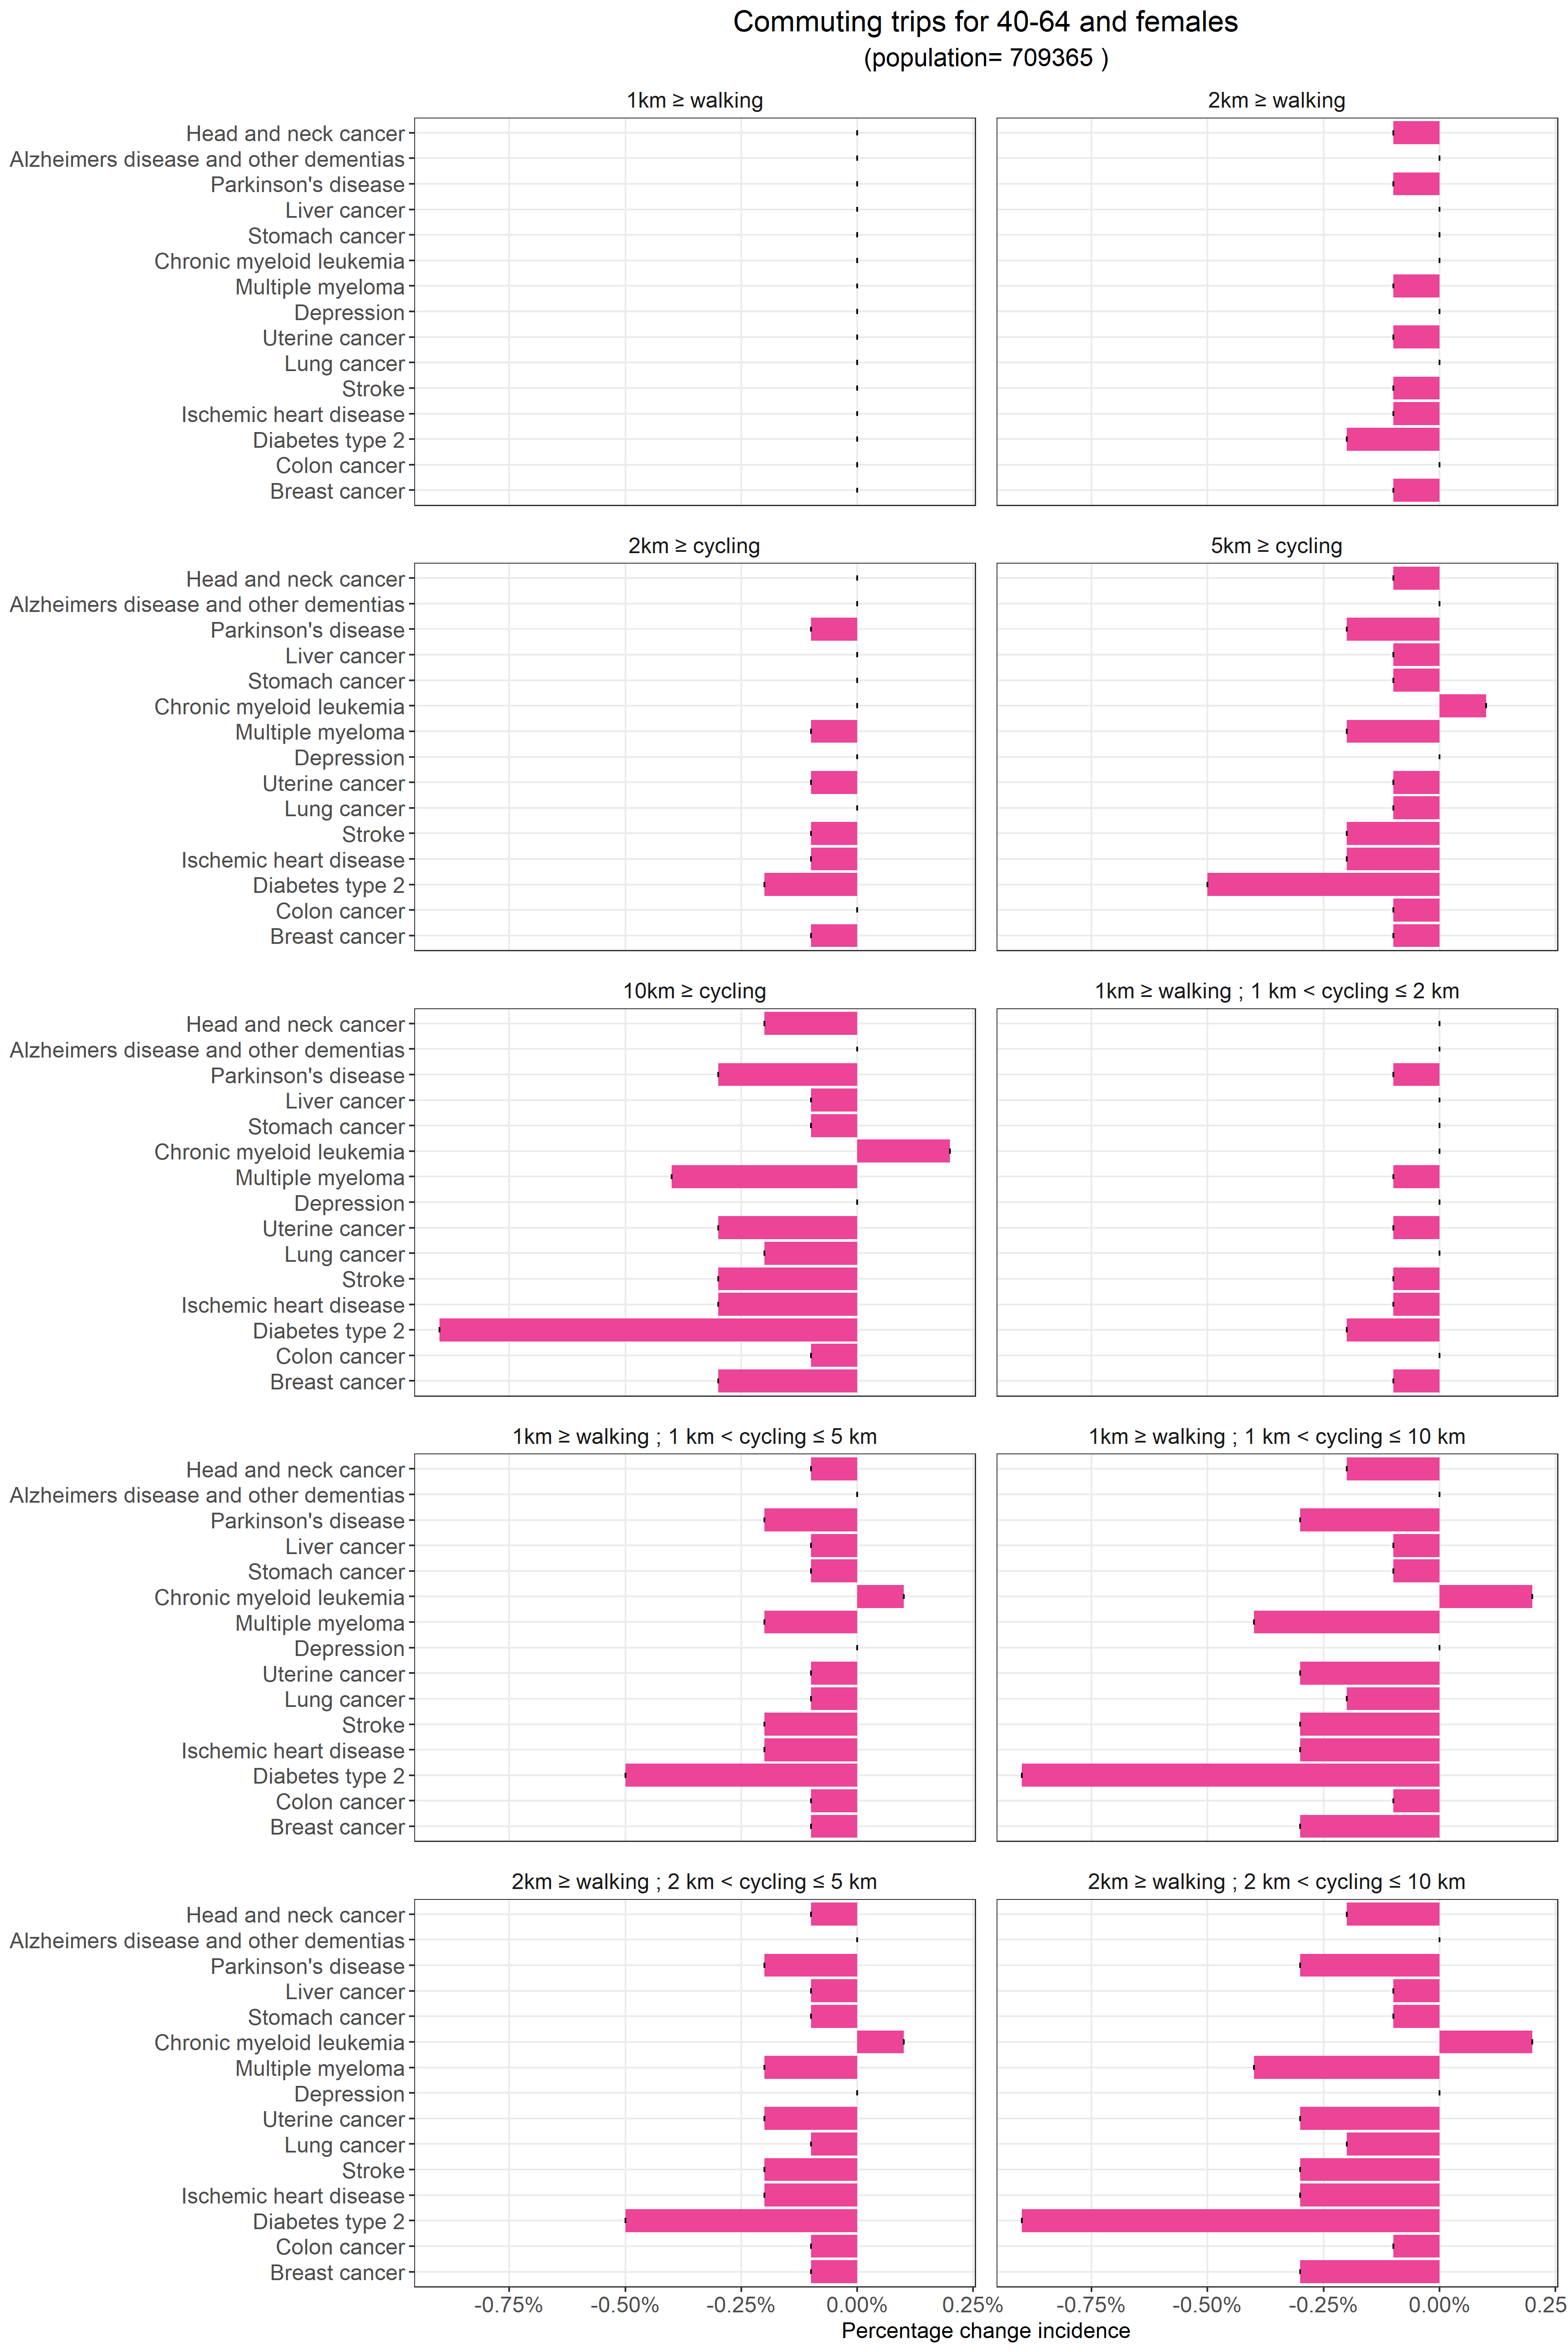 Commuting trips for 40-64 and females
(population= 709365 )
1km ≥ walking
2km ≥ walking
Head and neck cancer
Alzheimers disease and other dementias
Parkinson's disease
Liver cancer
Stomach cancer
Chronic myeloid leukemia
Multiple myeloma
Depression
Uterine cancer
Lung cancer
Stroke
Ischemic heart disease
Diabetes type 2
Colon cancer
Breast cancer
2km ≥ cycling
5km ≥ cycling
Head and neck cancer
Alzheimers disease and other dementias
Parkinson's disease
Liver cancer
Stomach cancer
Chronic myeloid leukemia
Multiple myeloma
Depression
Uterine cancer
Lung cancer
Stroke
Ischemic heart disease
Diabetes type 2
Colon cancer
Breast cancer
10km ≥ cycling
1km ≥ walking ; 1 km < cycling ≤ 2 km
Head and neck cancer
Alzheimers disease and other dementias
Parkinson's disease
Liver cancer
Stomach cancer
Chronic myeloid leukemia
Multiple myeloma
Depression
Uterine cancer
Lung cancer
Stroke
Ischemic heart disease
Diabetes type 2
Colon cancer
Breast cancer
1km ≥ walking ; 1 km < cycling ≤ 5 km
1km ≥ walking ; 1 km < cycling ≤ 10 km
Head and neck cancer
Alzheimers disease and other dementias
Parkinson's disease
Liver cancer
Stomach cancer
Chronic myeloid leukemia
Multiple myeloma
Depression
Uterine cancer
Lung cancer
Stroke
Ischemic heart disease
Diabetes type 2
Colon cancer
Breast cancer
2km ≥ walking ; 2 km < cycling ≤ 5 km
2km ≥ walking ; 2 km < cycling ≤ 10 km
Head and neck cancer
Alzheimers disease and other dementias
Parkinson's disease
Liver cancer
Stomach cancer
Chronic myeloid leukemia
Multiple myeloma
Depression
Uterine cancer
Lung cancer
Stroke
Ischemic heart disease
Diabetes type 2
Colon cancer
Breast cancer
-0.75% -0.50% -0.25% 0.00% 0.25% -0.75% -0.50% -0.25% 0.00% 0.25
Percentage change incidence